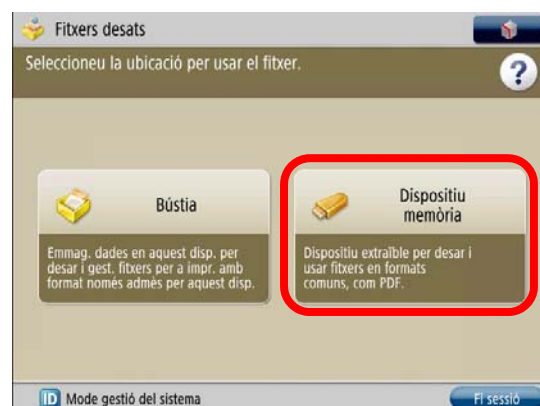 Fitxers desats
Seleccioneu la ubicació per usar el fitxer.
?
Bústia
Emmag. dades en aquest disp. per
desar i gest. fitxers per a impr. amb
format només admès per aquest disp.
Dispositiu
memòria
Dispositiu extraïble per desar i
usar fitxers en formats
comuns, com PDF.
ID Mode gestió del sistema
Fi sessió